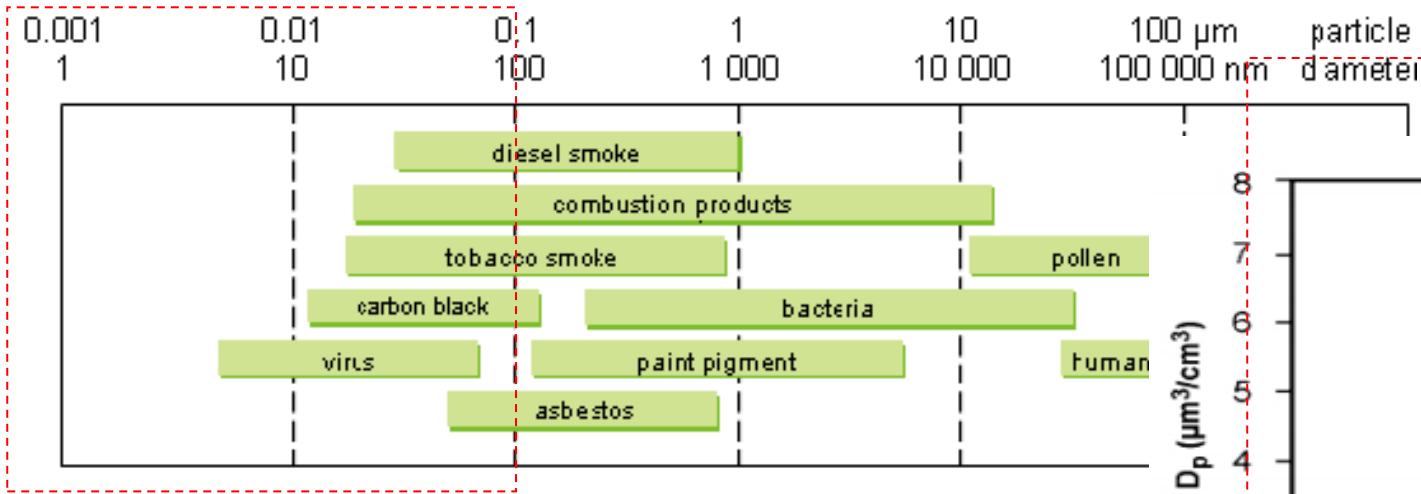 0.001 0.01 0.1 1 10 100 µm particle
1 10 100 1 000 10 000 100 000 nm diameter
diesel smoke
combustion products
tobacco smoke
pollen
carbon black
bacteria
virus
paint pigment
human
asbestos
8
7
6
5
4
Dp (µm³/cm³)